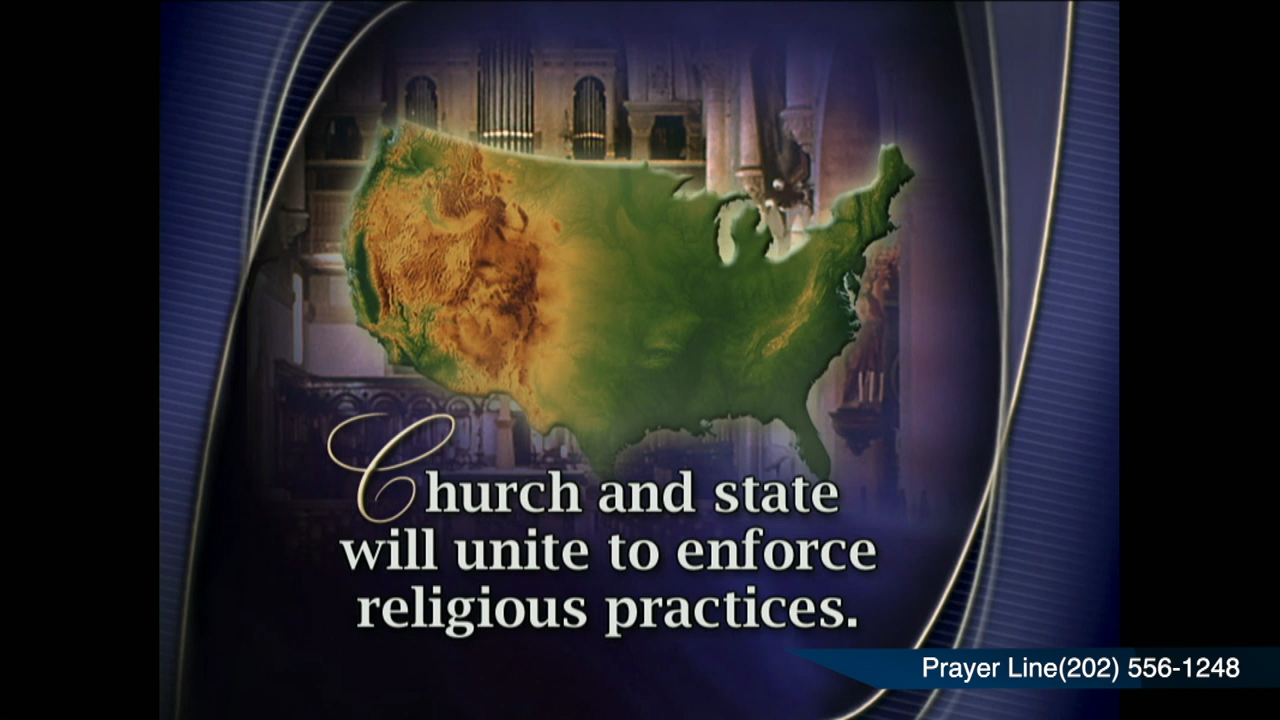 Church and state
will unite to enforce
religious practices.
Prayer Line(202) 556-1248